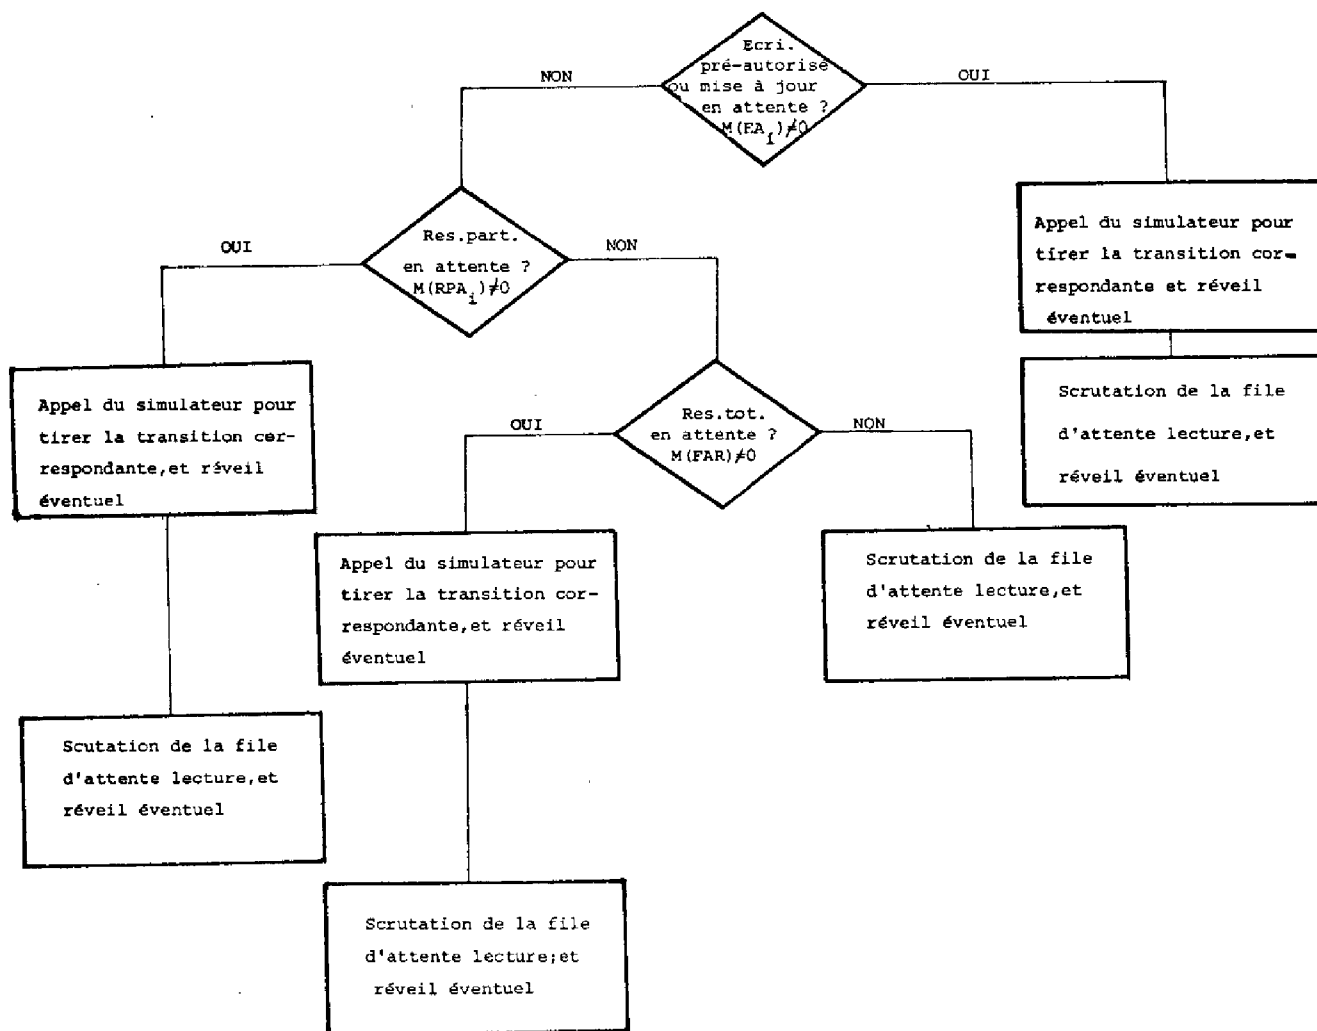 Ecri.
pré-autorisé
ou mise à jour
en attente ?
M(EA_i)≠0
NON
OUI
Res.part.
en attente ?
M(RPA_i)≠0
OUI
NON
Appel du simulateur pour
tirer la transition cor-
respondante et réveil
éventuel
Scrutation de la file
d'attente lecture,et
réveil éventuel
Appel du simulateur pour
tirer la transition cor-
respondante,et réveil
éventuel
Res.tot.
en attente ?
M(FAR)≠0
OUI
NON
Appel du simulateur pour
tirer la transition cor-
respondante,et réveil
éventuel
Scrutation de la file
d'attente lecture,et
réveil éventuel
Scutation de la file
d'attente lecture,et
réveil éventuel
Scrutation de la file
d'attente lecture;et
réveil éventuel